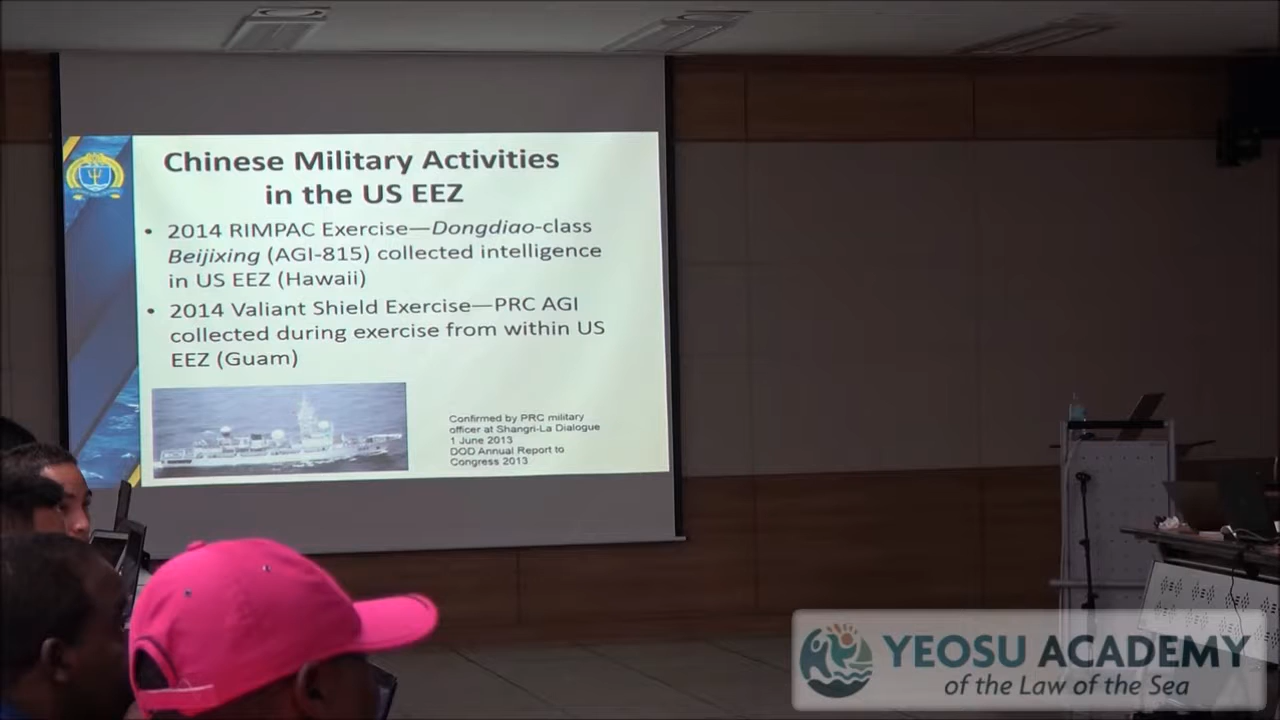 Chinese Military Activities
in the US EEZ
• 2014 RIMPAC Exercise—Dongdiao-class
Beijixing (AGI-815) collected intelligence
in US EEZ (Hawaii)
• 2014 Valiant Shield Exercise—PRC AGI
collected during exercise from within US
EEZ (Guam)
Confirmed by PRC military
officer at Shangri-La Dialogue
1 June 2013
DOD Annual Report to
Congress 2013
YEOSU ACADEMY
of the Law of the Sea